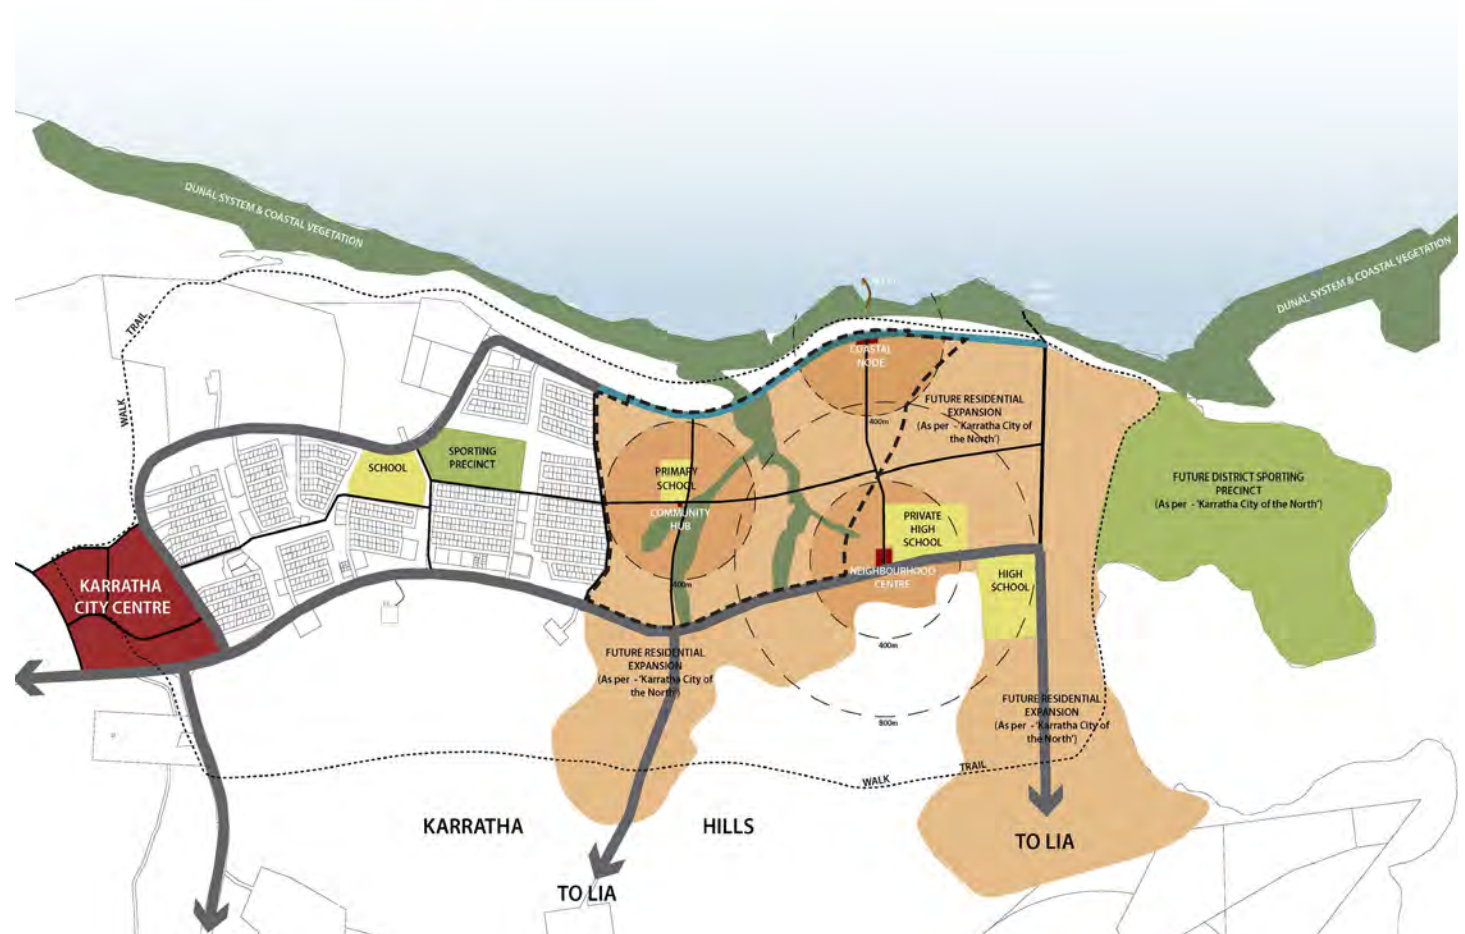 DUNAL SYSTEM & COASTAL VEGETATION
DUNAL SYSTEM & COASTAL VEGETATION
TRAIL
WALK
COASTAL
NODE
400m
FUTURE RESIDENTIAL
EXPANSION
(As per - 'Karratha City of
the North')
SCHOOL
SPORTING
PRECINCT
PRIMARY
SCHOOL
COMMUNITY
HUB
400m
PRIVATE
HIGH
SCHOOL
NEIGHBOURHOOD
CENTRE
HIGH
SCHOOL
FUTURE DISTRICT SPORTING
PRECINCT
(As per - 'Karratha City of the North')
KARRATHA
CITY CENTRE
FUTURE RESIDENTIAL
EXPANSION
(As per - 'Karratha City of
the North')
400m
800m
FUTURE RESIDENTIAL
EXPANSION
(As per - 'Karratha City of
the North')
WALK
TRAIL
KARRATHA
HILLS
TO LIA
TO LIA